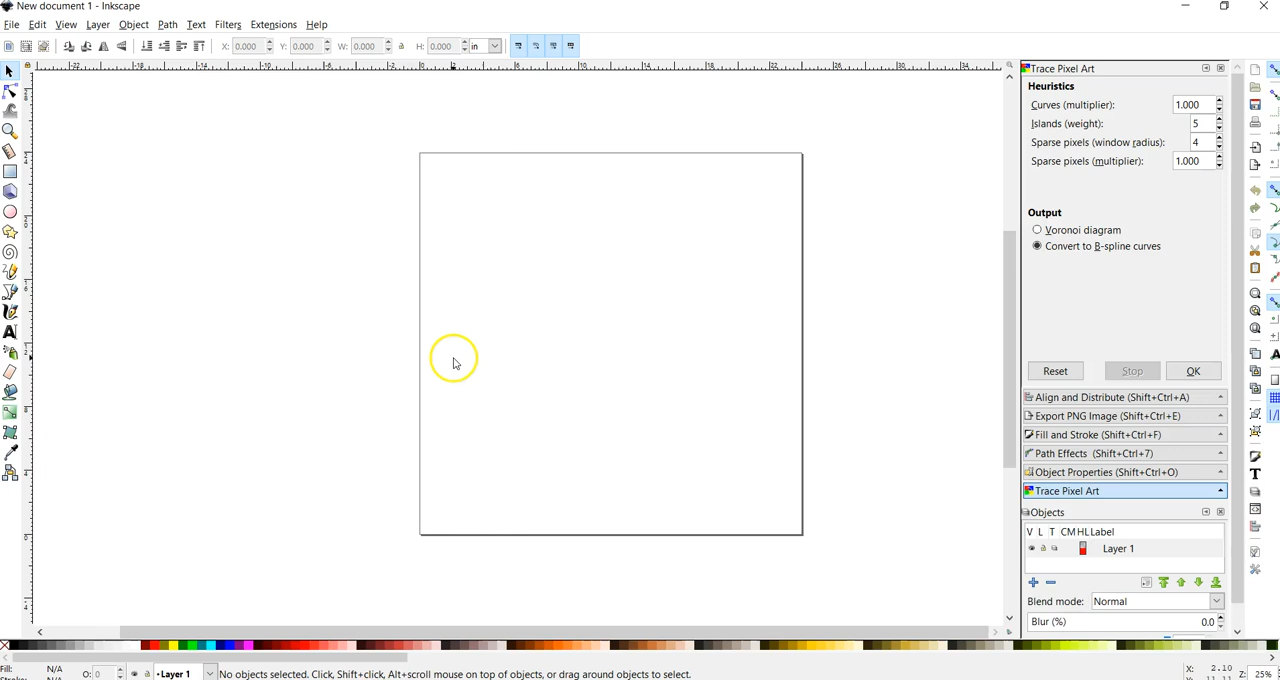 New document 1 - Inkscape
File Edit View Layer Object Path Text Filters Extensions Help
X: 0.000 Y: 0.000 W: 0.000 H: 0.000 in
Trace Pixel Art
Heuristics
Curves (multiplier): 1.000
Islands (weight): 5
Sparse pixels (window radius): 4
Sparse pixels (multiplier): 1.000
Output
Voronoi diagram
Convert to B-spline curves
Reset Stop OK
Align and Distribute (Shift+Ctrl+A)
Export PNG Image (Shift+Ctrl+E)
Fill and Stroke (Shift+Ctrl+F)
Path Effects (Shift+Ctrl+7)
Object Properties (Shift+Ctrl+O)
Trace Pixel Art
Objects
V L T CMHLLabel
Layer 1
Blend mode: Normal
Blur (%) 0.0
Fill: N/A O: 0 Layer 1 No objects selected. Click, Shift+click, Alt+scroll mouse on top of objects, or drag around objects to select. X: 2.10 Z: 25%